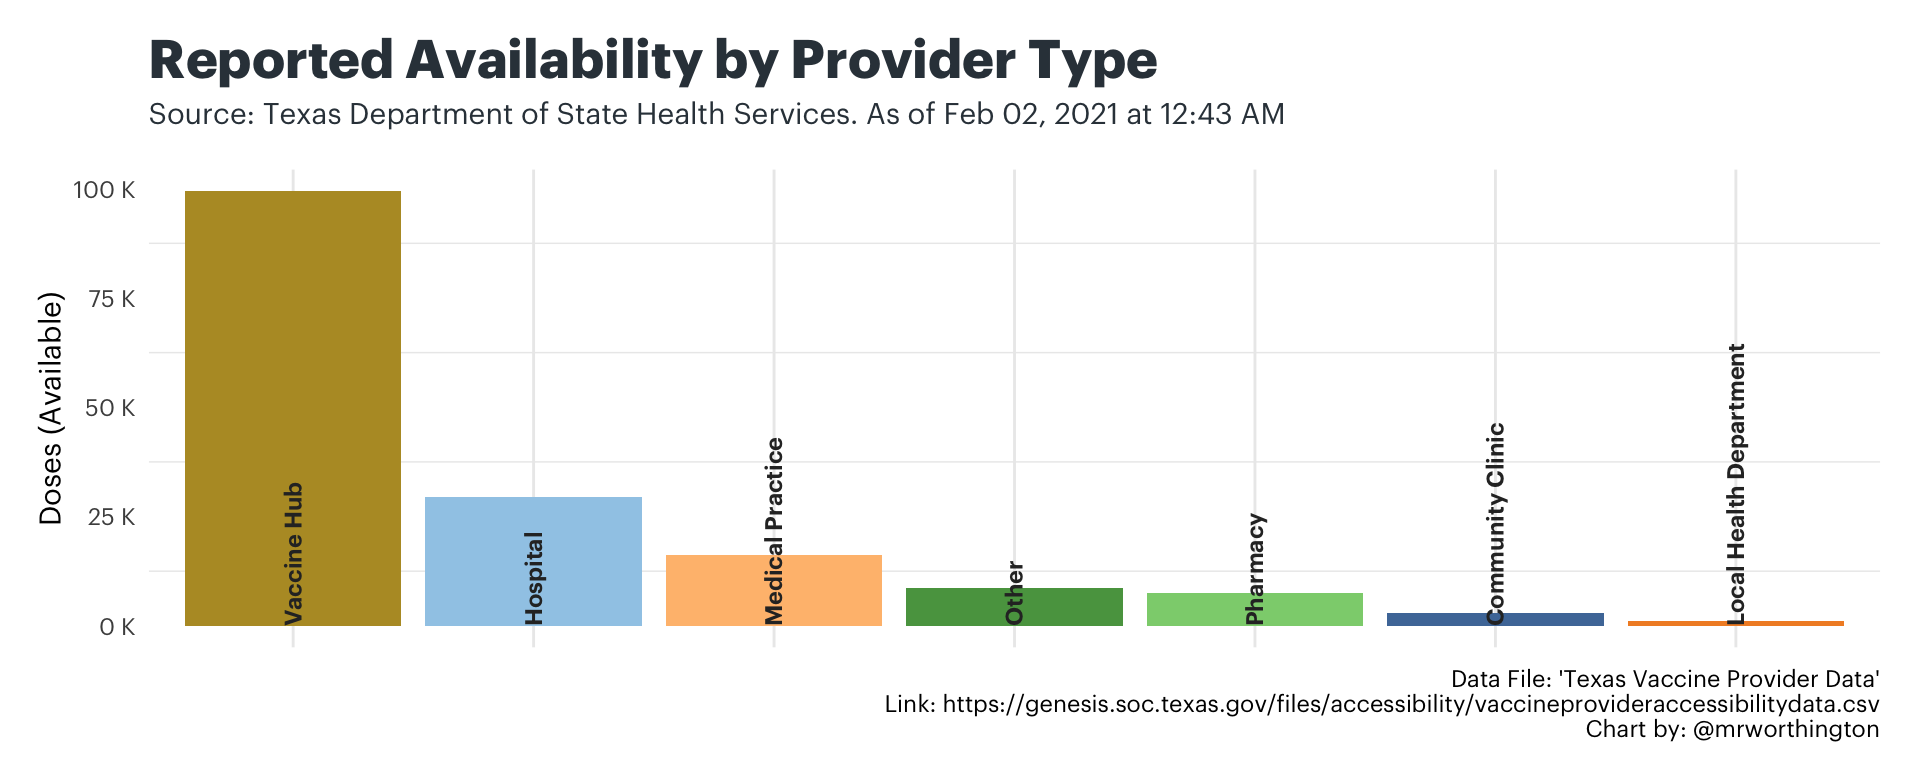 Reported Availability by Provider Type
Source: Texas Department of State Health Services. As of Feb 02, 2021 at 12:43 AM
Doses (Available)
100 K
75 K
50 K
25 K
0 K
Vaccine Hub
Hospital
Medical Practice
Other
Pharmacy
Community Clinic
Local Health Department
Data File: 'Texas Vaccine Provider Data'
Link: https://genesis.soc.texas.gov/files/accessibility/vaccineprovideraccessibilitydata.csv
Chart by: @mrworthington